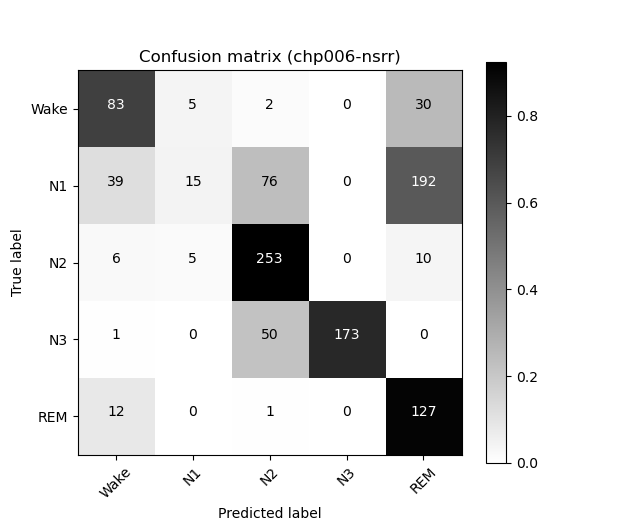 Confusion matrix (chp006-nsrr)
Wake 83 5 2 0 30
N1 39 15 76 0 192
N2 6 5 253 0 10
N3 1 0 50 173 0
REM 12 0 1 0 127
Wake N1 N2 N3 REM
Predicted label
True label
0.8
0.6
0.4
0.2
0.0